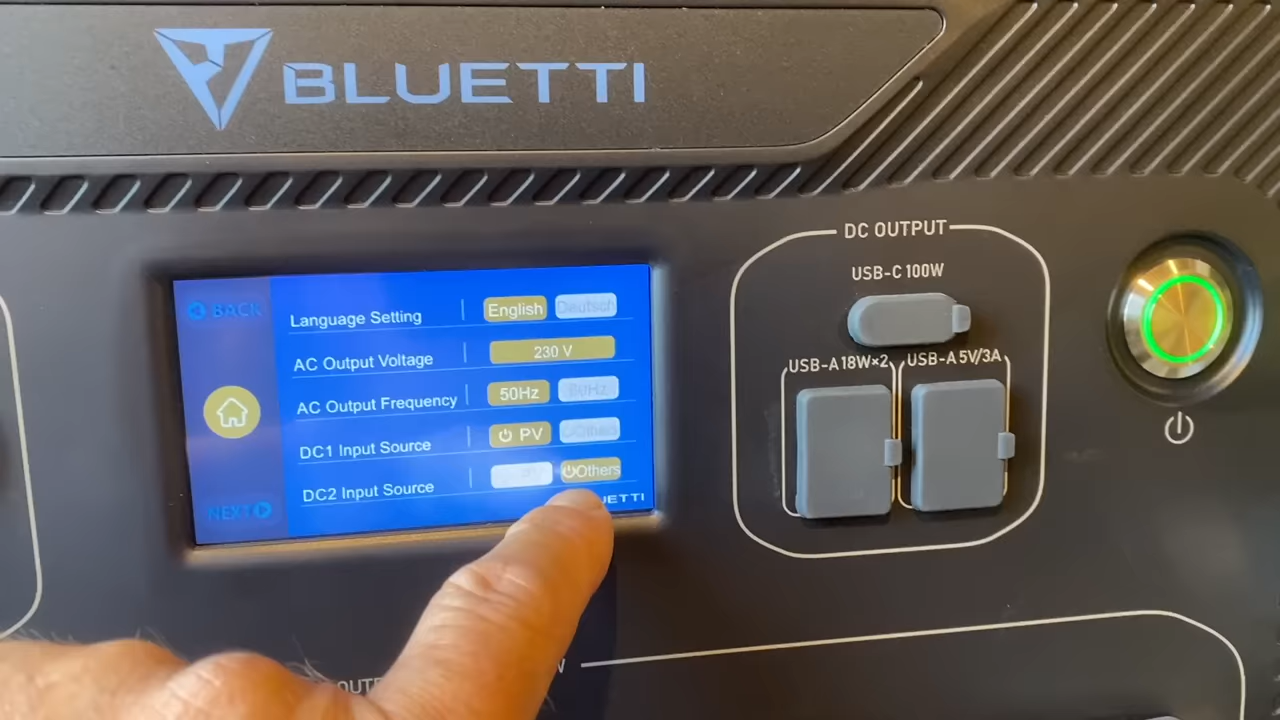 BLUETTI
BACK
Language Setting English Deutsch
AC Output Voltage 230 V
AC Output Frequency 50Hz 60Hz
DC1 Input Source PV Others
DC2 Input Source Others
NEXT
UETTI
DC OUTPUT
USB-C 100W
USB-A 18W×2 USB-A 5V/3A